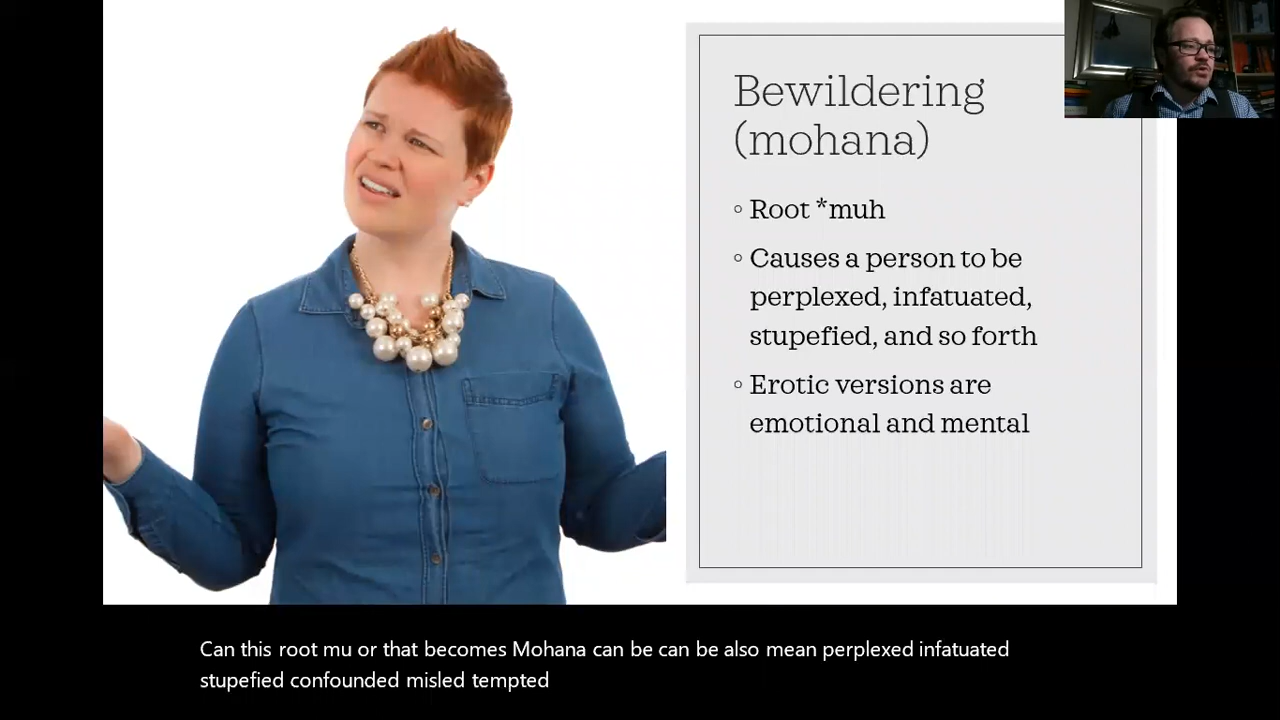 Bewildering
(mohana)
◦ Root *muh
◦ Causes a person to be
perplexed, infatuated,
stupefied, and so forth
◦ Erotic versions are
emotional and mental
Can this root mu or that becomes Mohana can be can be also mean perplexed infatuated
stupefied confounded misled tempted